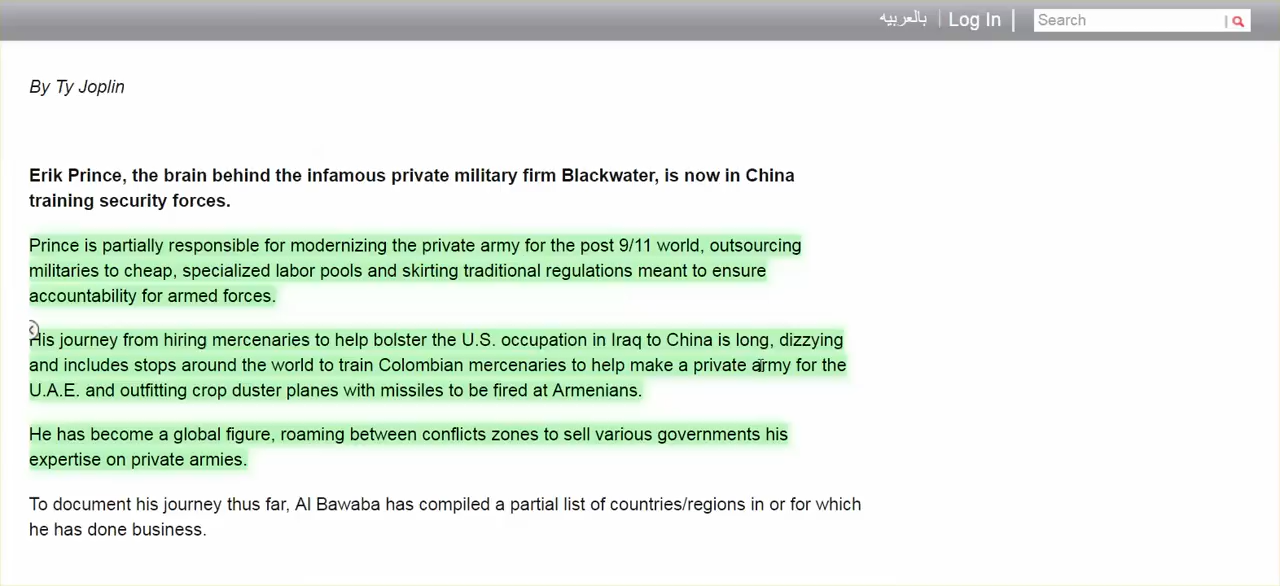 بالعربيه | Log In |
Search
By Ty Joplin
Erik Prince, the brain behind the infamous private military firm Blackwater, is now in China
training security forces.
Prince is partially responsible for modernizing the private army for the post 9/11 world, outsourcing
militaries to cheap, specialized labor pools and skirting traditional regulations meant to ensure
accountability for armed forces.
His journey from hiring mercenaries to help bolster the U.S. occupation in Iraq to China is long, dizzying
and includes stops around the world to train Colombian mercenaries to help make a private army for the
U.A.E. and outfitting crop duster planes with missiles to be fired at Armenians.
He has become a global figure, roaming between conflicts zones to sell various governments his
expertise on private armies.
To document his journey thus far, Al Bawaba has compiled a partial list of countries/regions in or for which
he has done business.